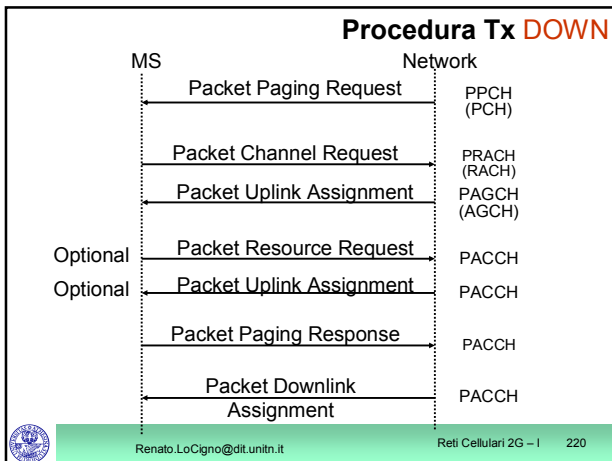 Procedura Tx DOWN
MS Network
Packet Paging Request PPCH
(PCH)
Packet Channel Request PRACH
(RACH)
Packet Uplink Assignment PAGCH
(AGCH)
Optional Packet Resource Request PACCH
Optional Packet Uplink Assignment PACCH
Packet Paging Response PACCH
Packet Downlink PACCH
Assignment
Renato.LoCigno@dit.unitn.it Reti Cellulari 2G – I 220